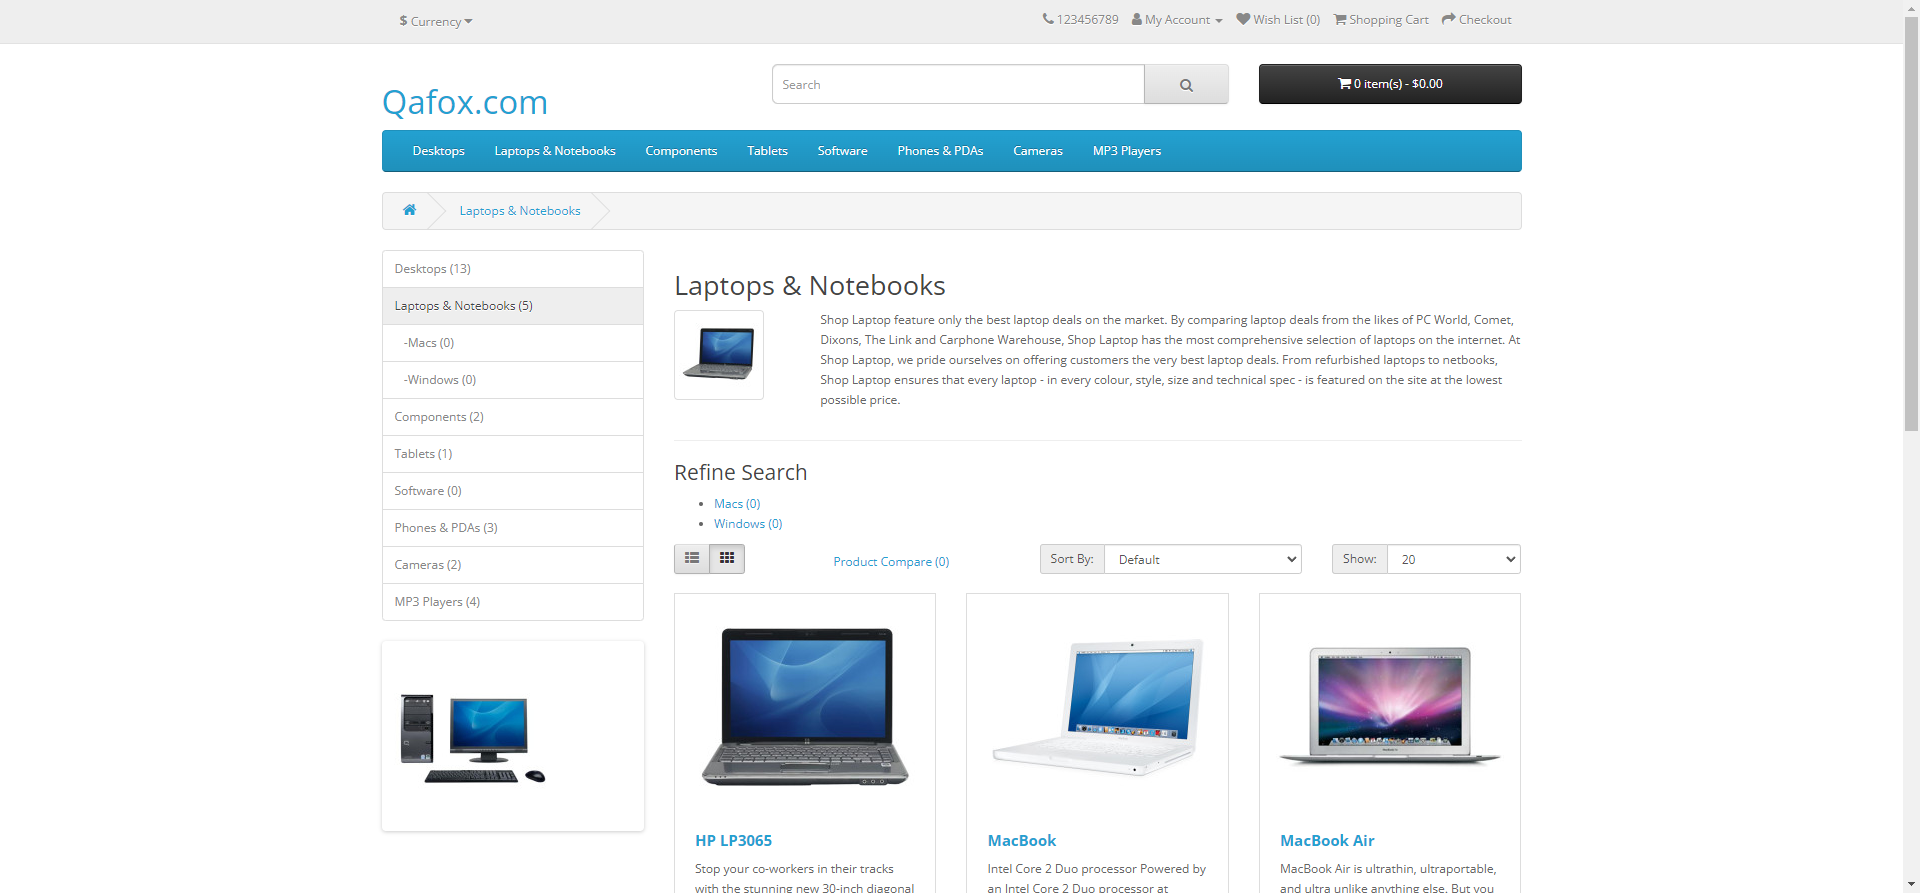 $ Currency
123456789 My Account Wish List (0) Shopping Cart Checkout
Qafox.com
Search
0 item(s) - $0.00
Desktops Laptops & Notebooks Components Tablets Software Phones & PDAs Cameras MP3 Players
Laptops & Notebooks
Desktops (13)
Laptops & Notebooks (5)
-Macs (0)
-Windows (0)
Components (2)
Tablets (1)
Software (0)
Phones & PDAs (3)
Cameras (2)
MP3 Players (4)
Laptops & Notebooks
Shop Laptop feature only the best laptop deals on the market. By comparing laptop deals from the likes of PC World, Comet,
Dixons, The Link and Carphone Warehouse, Shop Laptop has the most comprehensive selection of laptops on the internet. At
Shop Laptop, we pride ourselves on offering customers the very best laptop deals. From refurbished laptops to netbooks,
Shop Laptop ensures that every laptop - in every colour, style, size and technical spec - is featured on the site at the lowest
possible price.
Refine Search
Macs (0)
Windows (0)
Product Compare (0)
Sort By: Default
Show: 20
HP LP3065
Stop your co-workers in their tracks
with the stunning new 30-inch diagonal
MacBook
Intel Core 2 Duo processor Powered by
an Intel Core 2 Duo processor at
MacBook Air
MacBook Air is ultrathin, ultraportable,
and ultra unlike anything else. But you